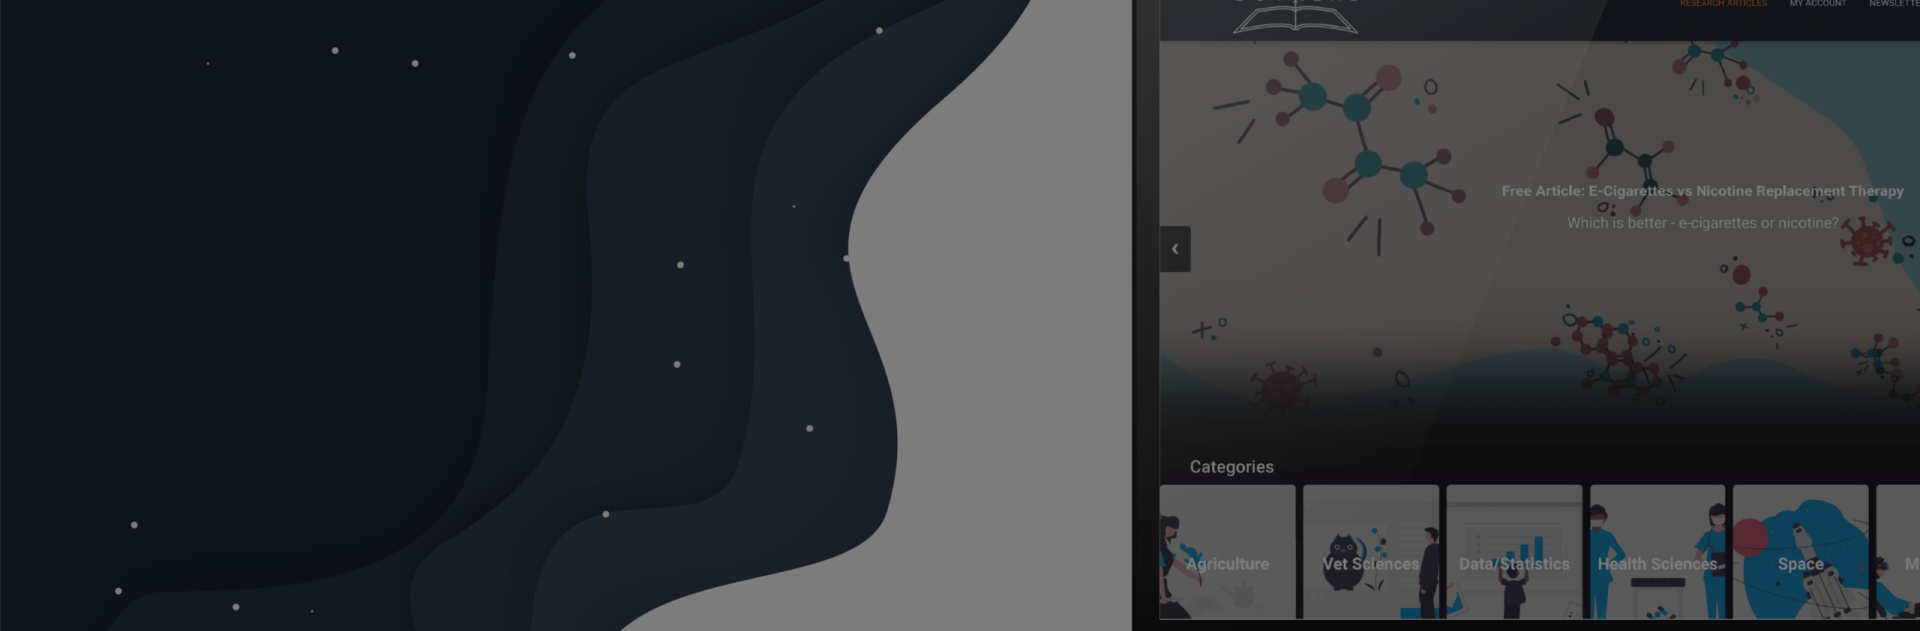 RESEARCH ARTICLES MY ACCOUNT
Free Article: E-Cigarettes vs Nicotine Replacement Therapy
Which is better - e-cigarettes or nicotine?
Categories
Agriculture Vet Sciences Data/Statistics Health Sciences Space M